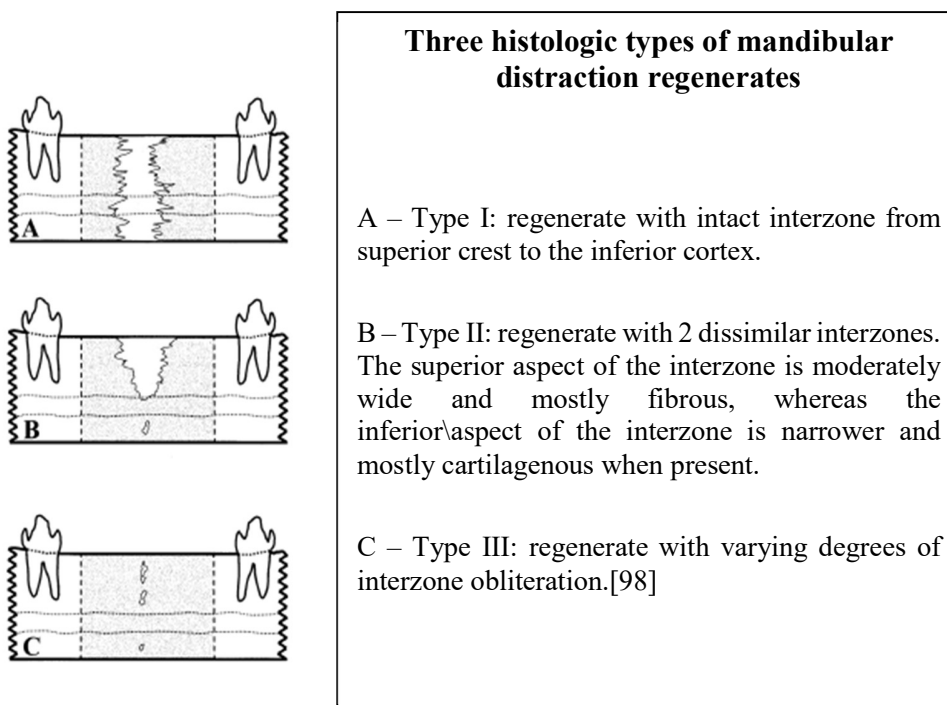 Three histologic types of mandibular
distraction regenerates
A
A – Type I: regenerate with intact interzone from
superior crest to the inferior cortex.
B
B – Type II: regenerate with 2 dissimilar interzones.
The superior aspect of the interzone is moderately
wide and mostly fibrous, whereas the
inferior\aspect of the interzone is narrower and
mostly cartilagenous when present.
C
C – Type III: regenerate with varying degrees of
interzone obliteration.[98]